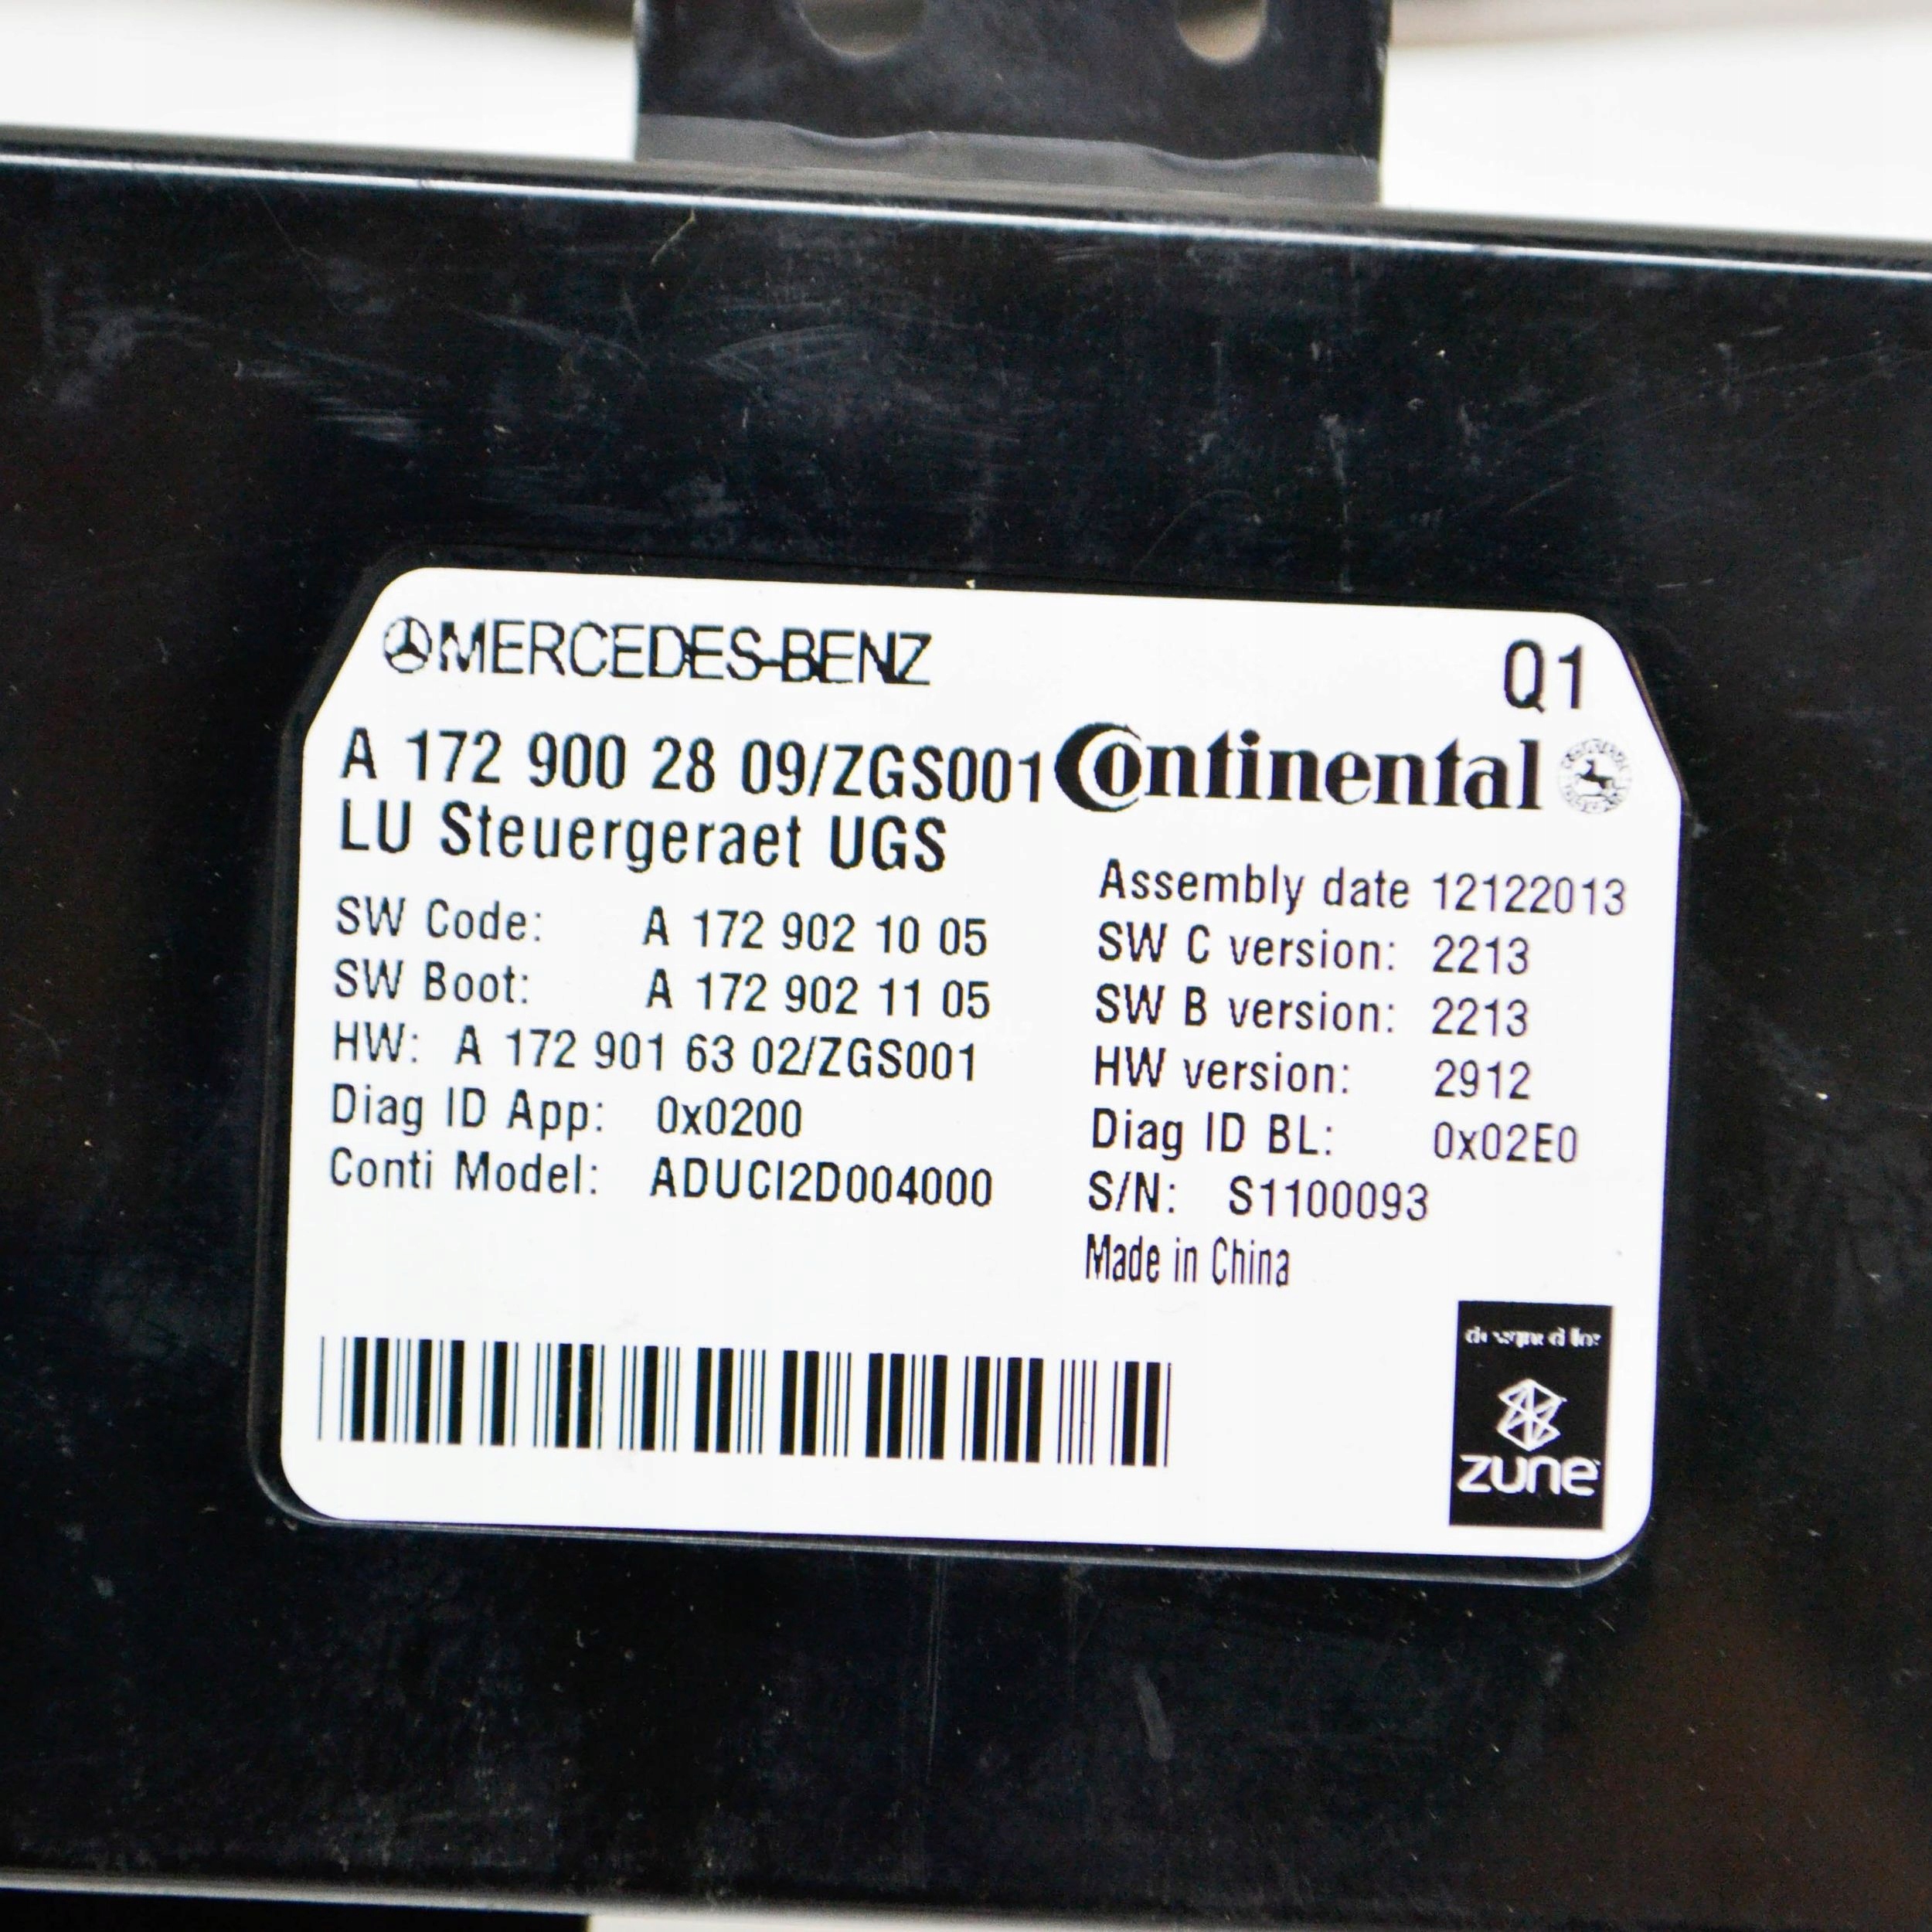 MERCEDES-BENZ
Q1
A 172 900 28 09/ZGS001
Continental
LU Steuergeraet UGS
Assembly date 12122013
SW Code: A 172 902 10 05
SW C version: 2213
SW Boot: A 172 902 11 05
SW B version: 2213
HW: A 172 901 63 02/ZGS001
HW version: 2912
Diag ID App: 0x0200
Diag ID BL: 0x02E0
Conti Model: ADUCI2D004000
S/N: S1100093
Made in China
designed for
zune